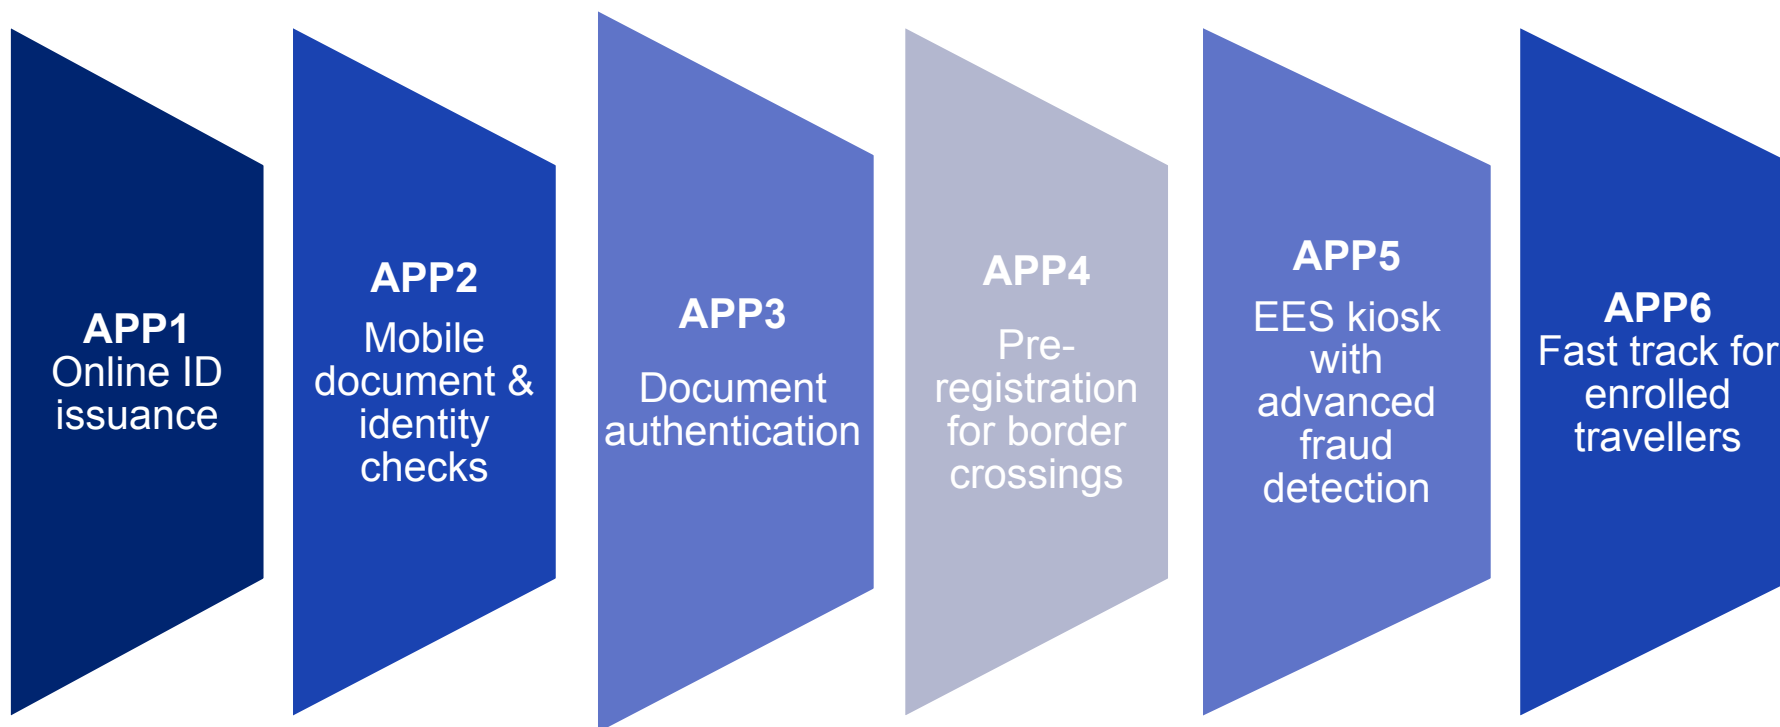 APP1
Online ID
issuance
APP2
Mobile
document &
identity
checks
APP3
Document
authentication
APP4
Pre-
registration
for border
crossings
APP5
EES kiosk
with
advanced
fraud
detection
APP6
Fast track for
enrolled
travellers